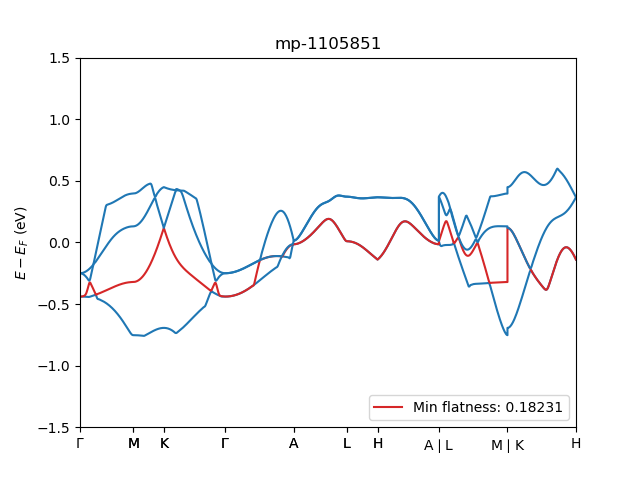 mp-1105851
1.5
1.0
0.5
0.0
−0.5
−1.0
−1.5
E − E_F (eV)
Min flatness: 0.18231
Γ M K Γ A L H A | L M | K H